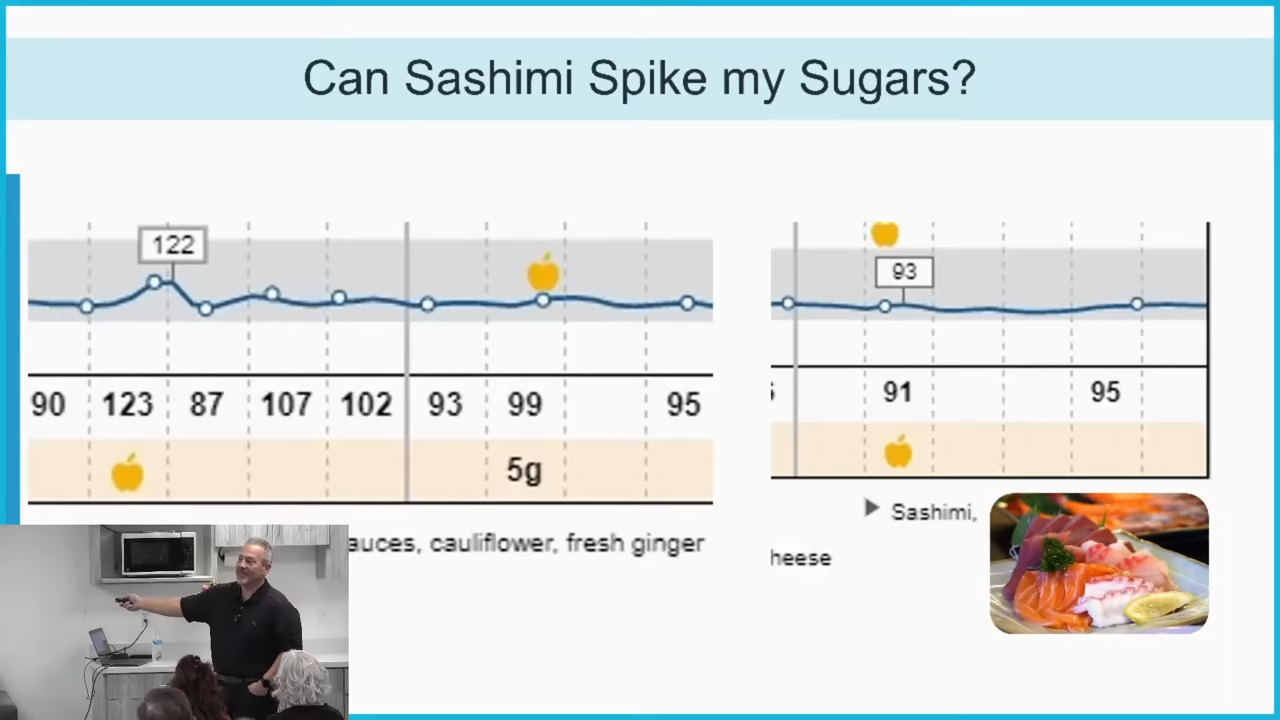 Can Sashimi Spike my Sugars?
122
90 123 87 107 102 93 99 95
5g
auces, cauliflower, fresh ginger
93
91 95
Sashimi,
heese